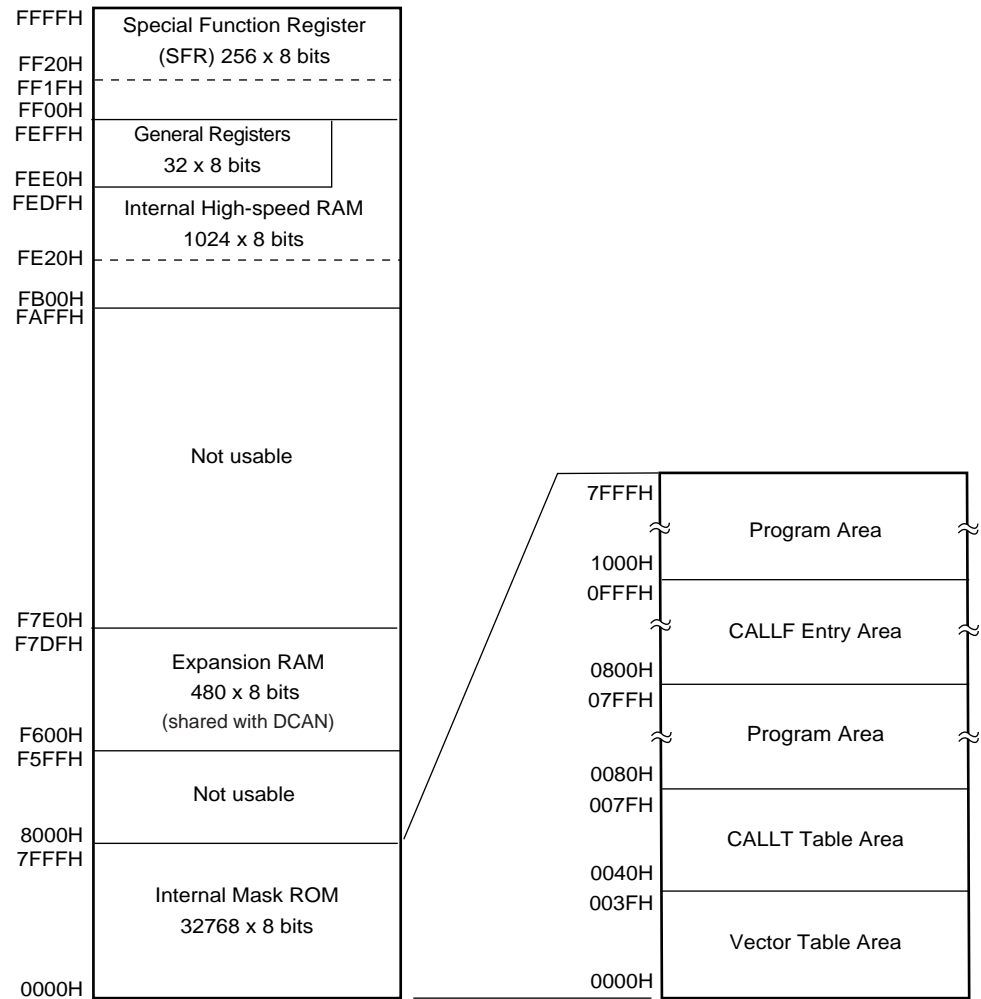 FFFFH
Special Function Register
(SFR) 256 x 8 bits
FF20H
FF1FH
FF00H
FEFFH
General Registers
32 x 8 bits
FEE0H
FEDFH
Internal High-speed RAM
1024 x 8 bits
FE20H
FB00H
FAFFH
Not usable
F7E0H
F7DFH
Expansion RAM
480 x 8 bits
(shared with DCAN)
F600H
F5FFH
Not usable
8000H
7FFFH
Internal Mask ROM
32768 x 8 bits
0000H
7FFFH
Program Area
1000H
0FFFH
CALLF Entry Area
0800H
07FFH
Program Area
0080H
007FH
CALLT Table Area
0040H
003FH
Vector Table Area
0000H